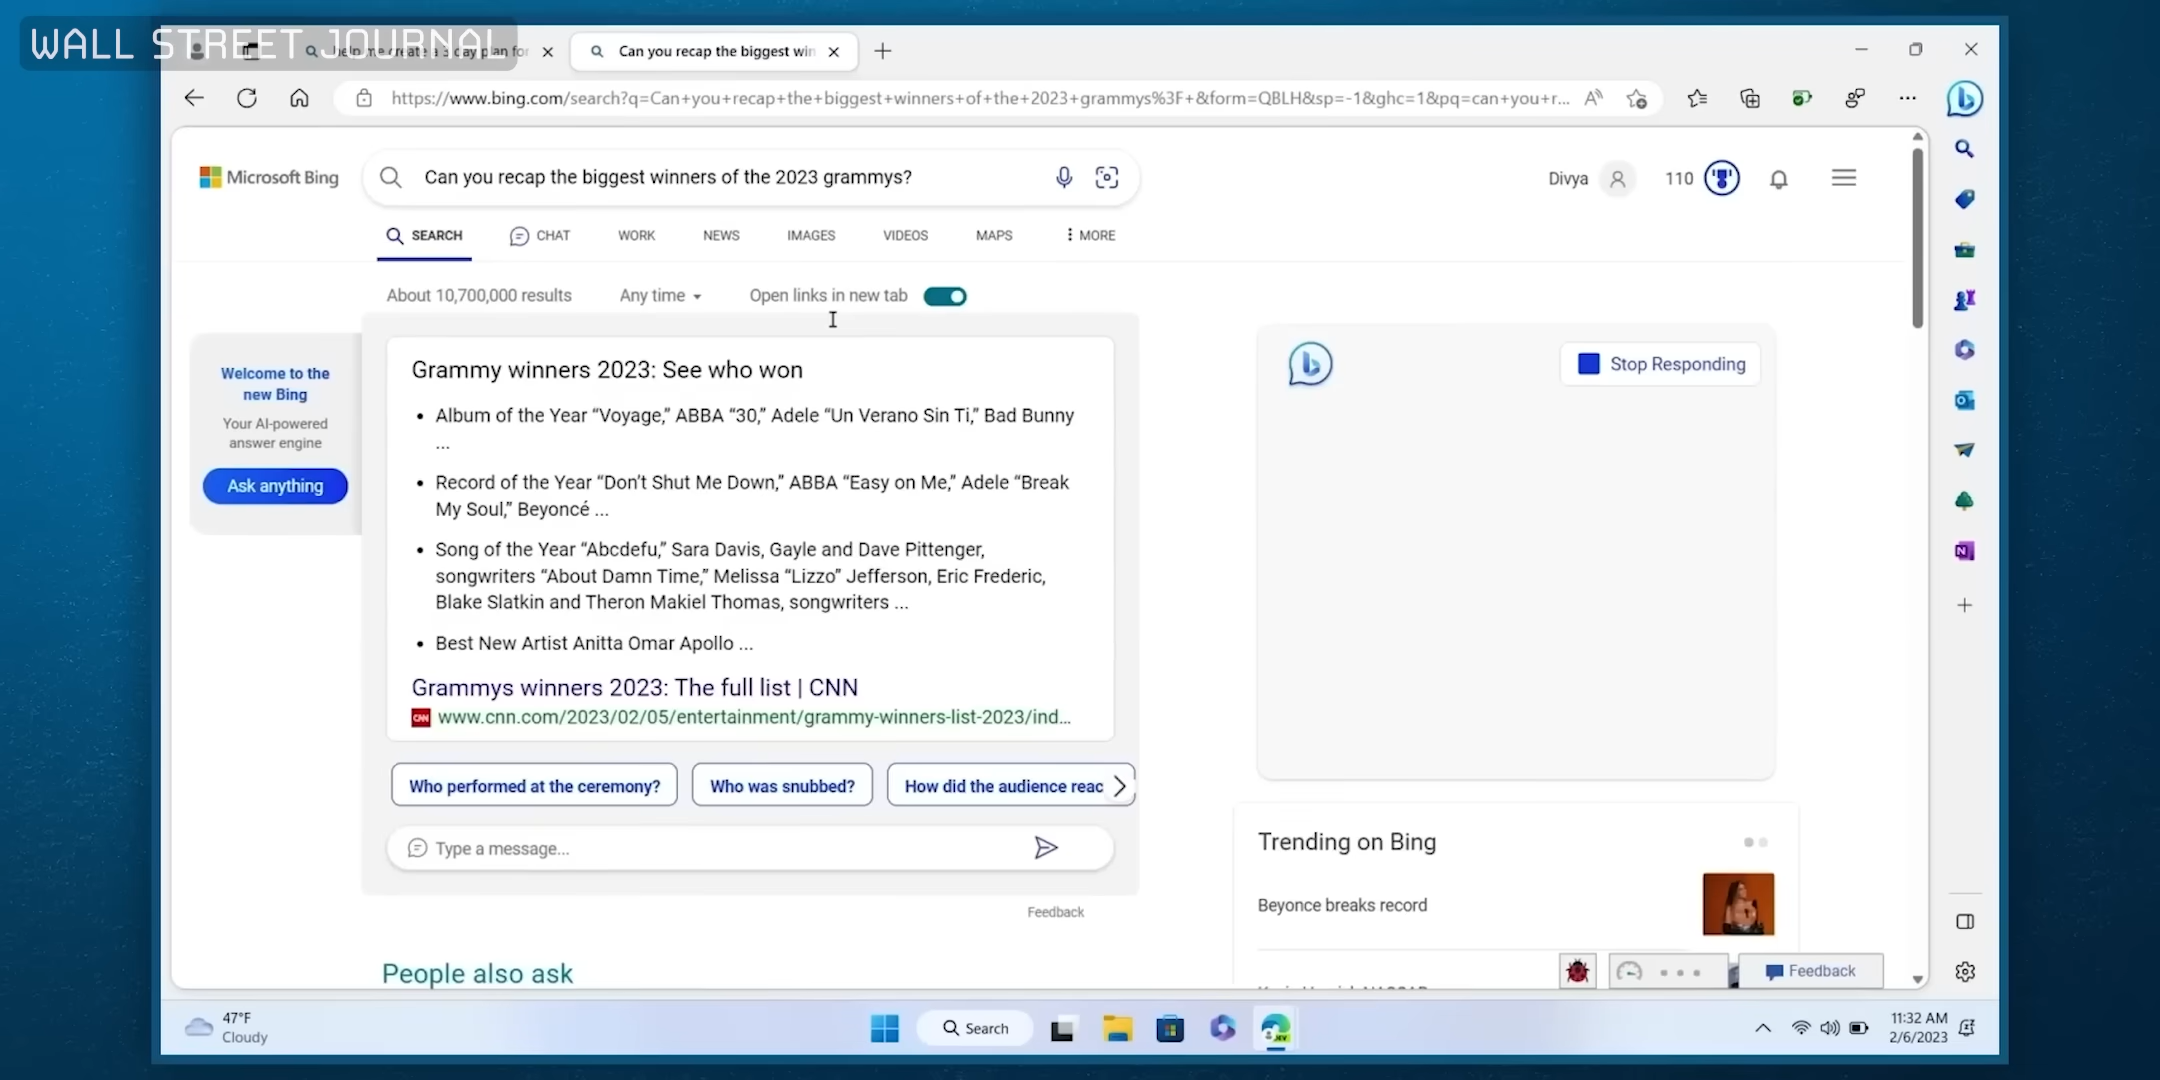 WALL STREET JOURNAL
help me create a 3 day plan for
Can you recap the biggest win
https://www.bing.com/search?q=Can+you+recap+the+biggest+winners+of+the+2023+grammys%3F+&form=QBLH&sp=-1&ghc=1&pq=can+you+r...
Microsoft Bing
Can you recap the biggest winners of the 2023 grammys?
Divya
110
SEARCH
CHAT
WORK
NEWS
IMAGES
VIDEOS
MAPS
MORE
About 10,700,000 results
Any time
Open links in new tab
Welcome to the
new Bing
Your AI-powered
answer engine
Ask anything
Grammy winners 2023: See who won
• Album of the Year “Voyage,” ABBA “30,” Adele “Un Verano Sin Ti,” Bad Bunny
...
• Record of the Year “Don’t Shut Me Down,” ABBA “Easy on Me,” Adele “Break
My Soul,” Beyoncé ...
• Song of the Year “Abcdefu,” Sara Davis, Gayle and Dave Pittenger,
songwriters “About Damn Time,” Melissa “Lizzo” Jefferson, Eric Frederic,
Blake Slatkin and Theron Makiel Thomas, songwriters ...
• Best New Artist Anitta Omar Apollo ...
Grammys winners 2023: The full list | CNN
CNN
www.cnn.com/2023/02/05/entertainment/grammy-winners-list-2023/ind...
Who performed at the ceremony?
Who was snubbed?
How did the audience reac
Type a message...
Feedback
People also ask
Stop Responding
Trending on Bing
Beyonce breaks record
Feedback
47°F
Cloudy
Search
DEV
11:32 AM
2/6/2023